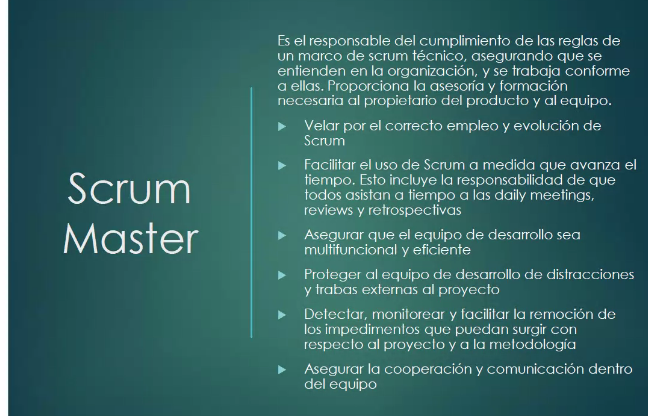 Scrum
Master
Es el responsable del cumplimiento de las reglas de
un marco de scrum técnico, asegurando que se
entienden en la organización, y se trabaja conforme
a ellas. Proporciona la asesoría y formación
necesaria al propietario del producto y al equipo.
Velar por el correcto empleo y evolución de
Scrum
Facilitar el uso de Scrum a medida que avanza el
tiempo. Esto incluye la responsabilidad de que
todos asistan a tiempo a las daily meetings,
reviews y retrospectivas
Asegurar que el equipo de desarrollo sea
multifuncional y eficiente
Proteger al equipo de desarrollo de distracciones
y trabas externas al proyecto
Detectar, monitorear y facilitar la remoción de
los impedimentos que puedan surgir con
respecto al proyecto y a la metodología
Asegurar la cooperación y comunicación dentro
del equipo